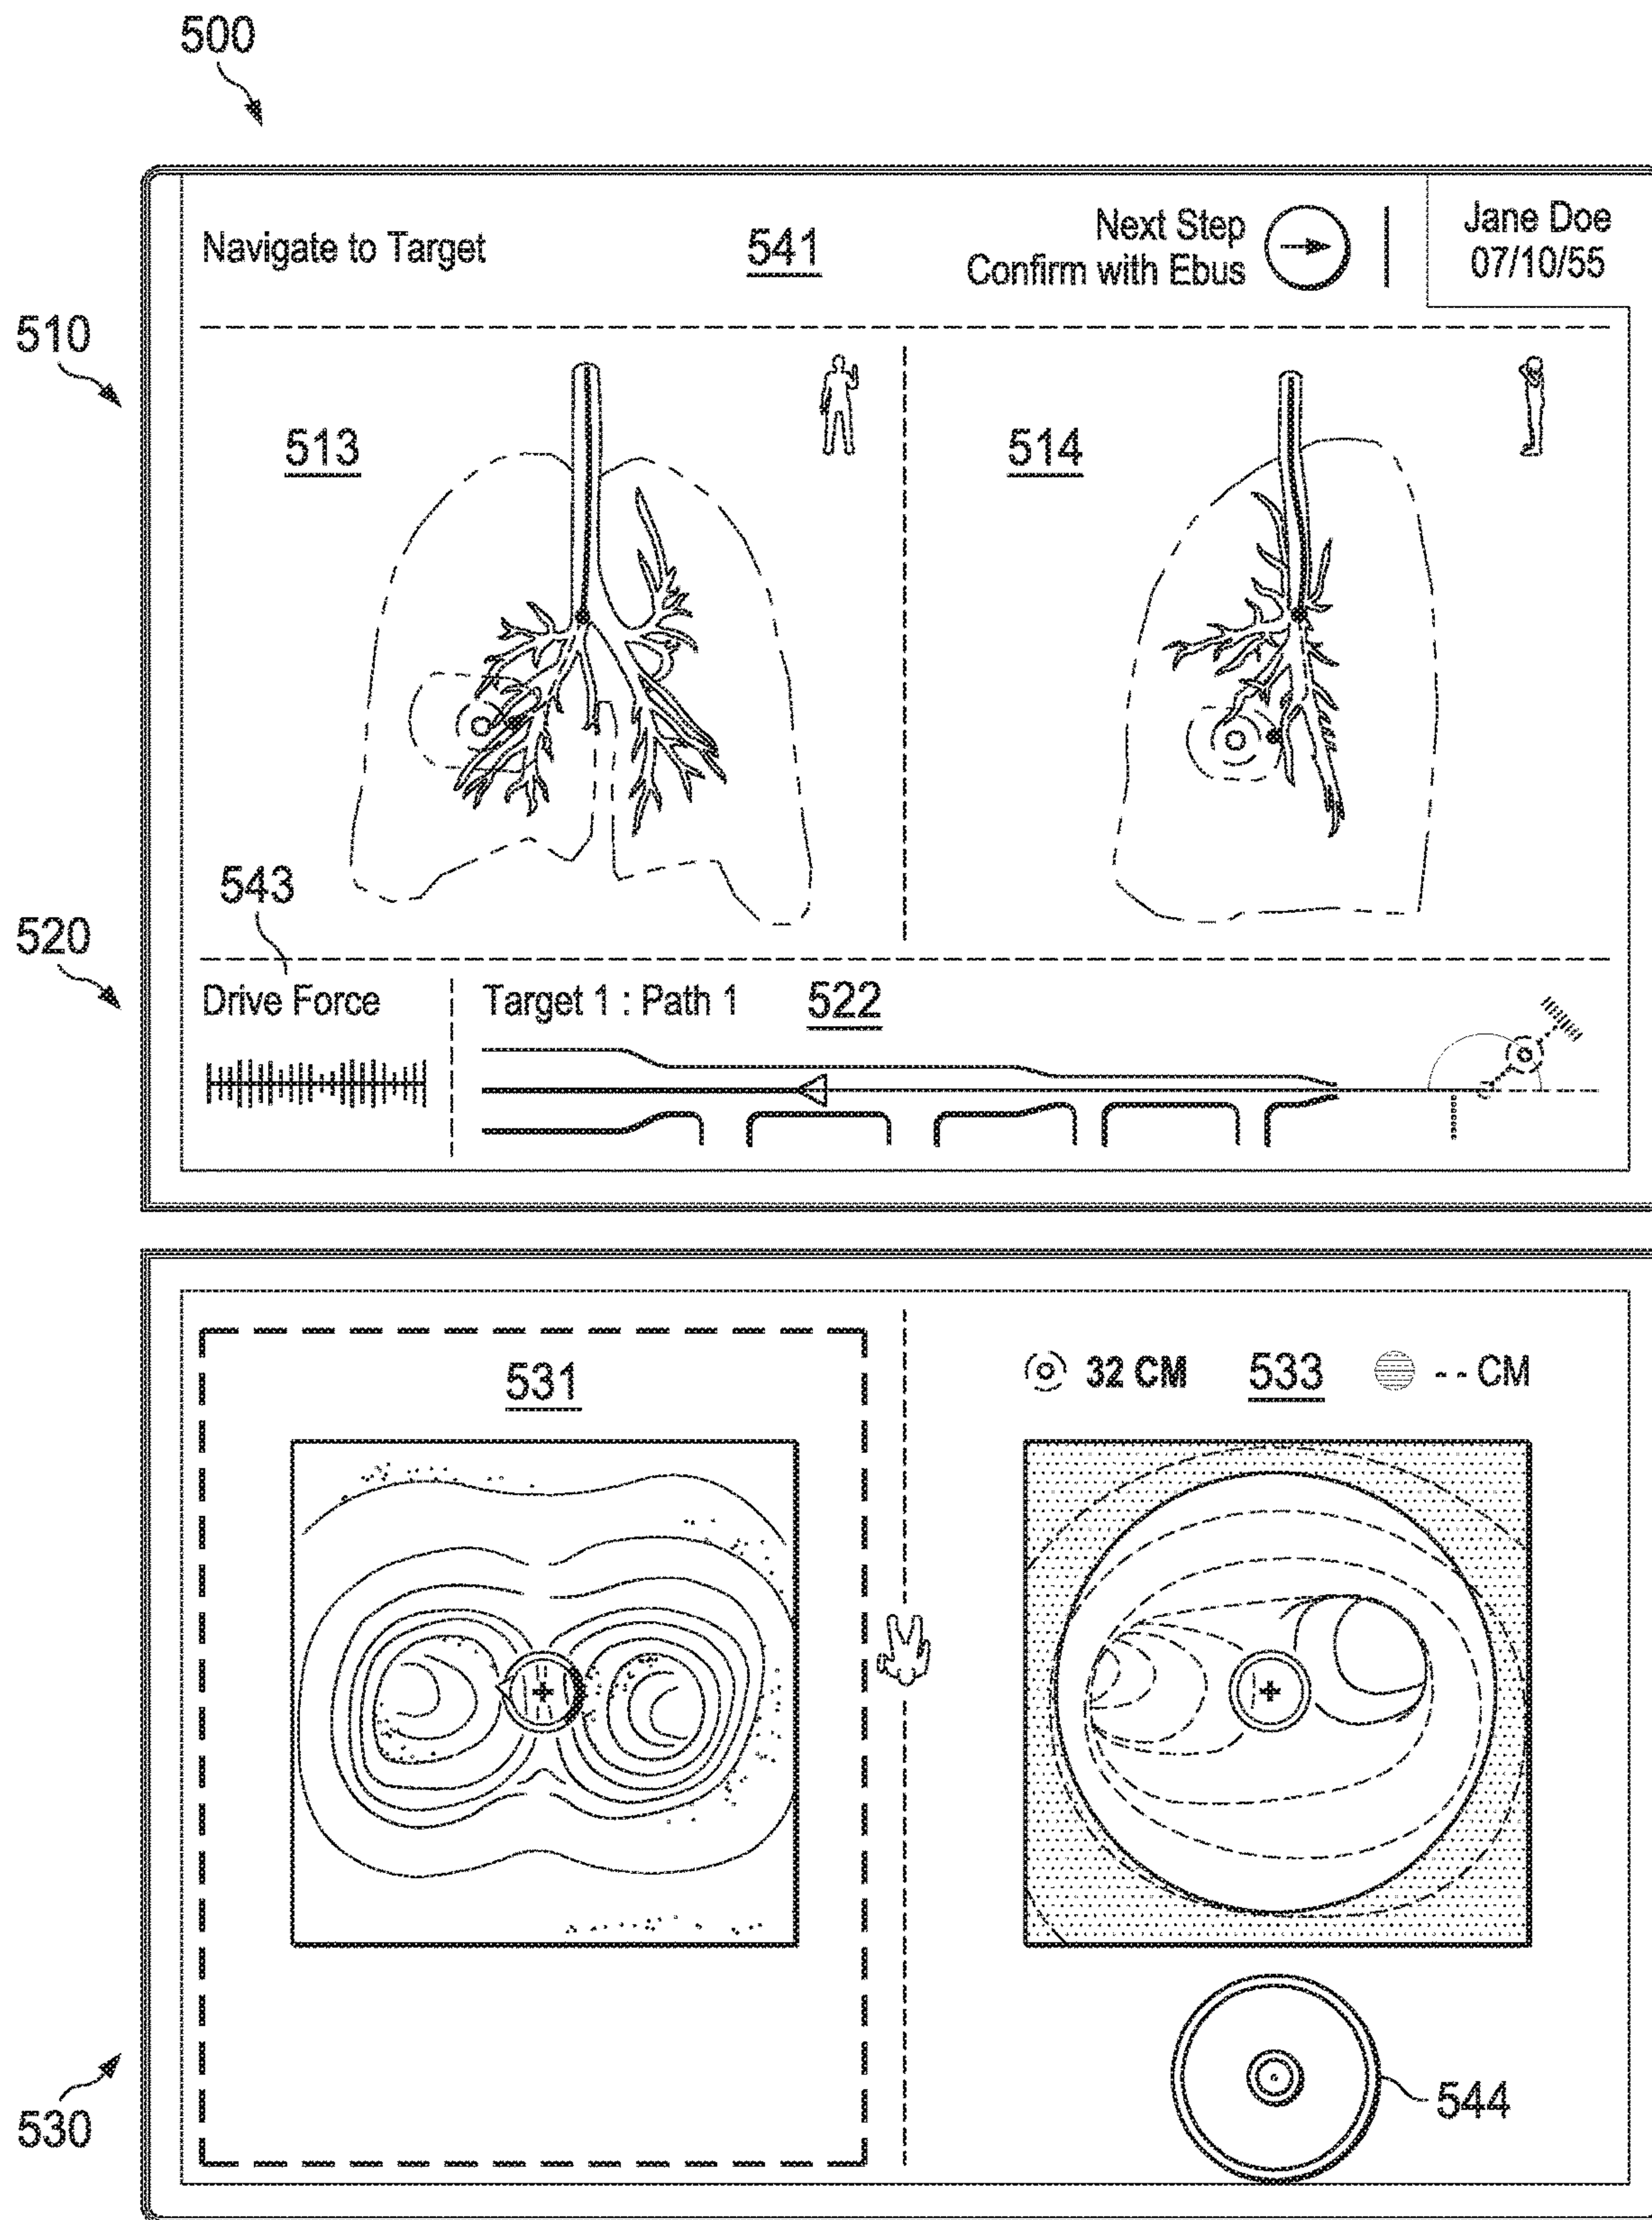 500
Navigate to Target
541
Next Step
Confirm with Ebus
Jane Doe
07/10/55
510
513
514
543
520
Drive Force
Target 1 : Path 1
522
531
32 CM
533
-- CM
530
544